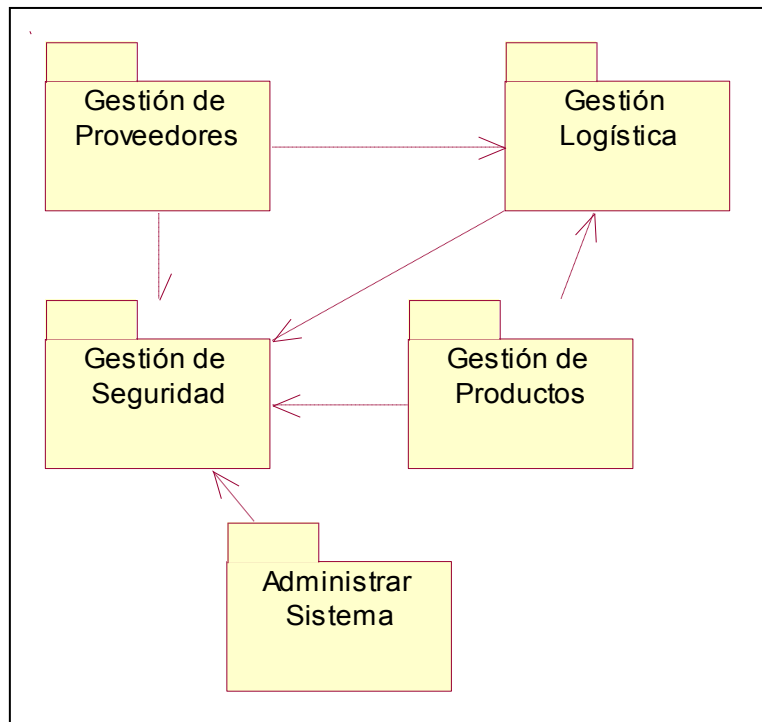 Gestión de
Proveedores
Gestión
Logística
Gestión de
Seguridad
Gestión de
Productos
Administrar
Sistema